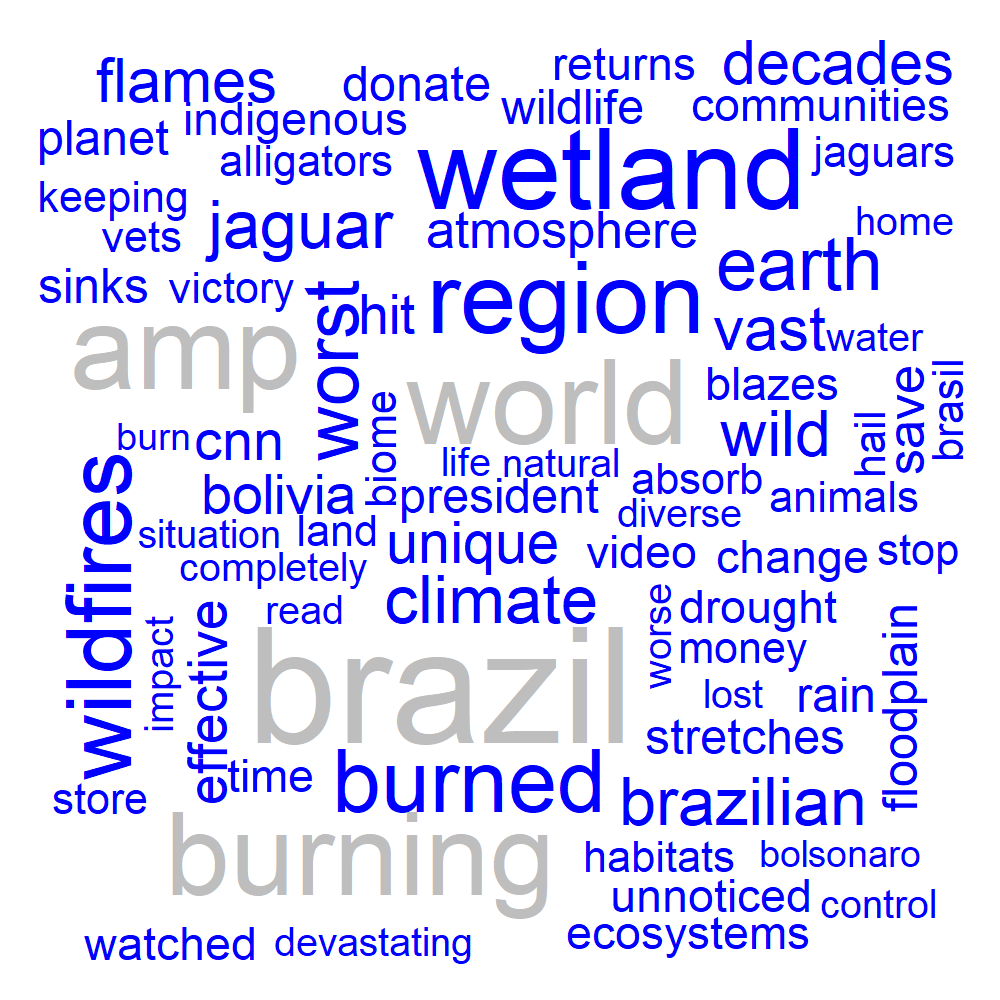 flames
donate
returns
decades
planet
indigenous
wildlife
communities
alligators
wetland
jaguars
keeping
vets
jaguar
atmosphere
home
sinks
victory
worst
hit
region
earth
vast
water
amp
world
blazes
brasil
save
burn
cnn
biome
wild
hail
life
natural
absorb
animals
bolivia
president
diverse
wildfires
situation
land
unique
video
change
stop
completely
read
climate
worse
drought
impact
effective
brazil
money
lost
rain
floodplain
stretches
store
time
burned
brazilian
burning
habitats
bolsonaro
unnoticed
control
watched
devastating
ecosystems